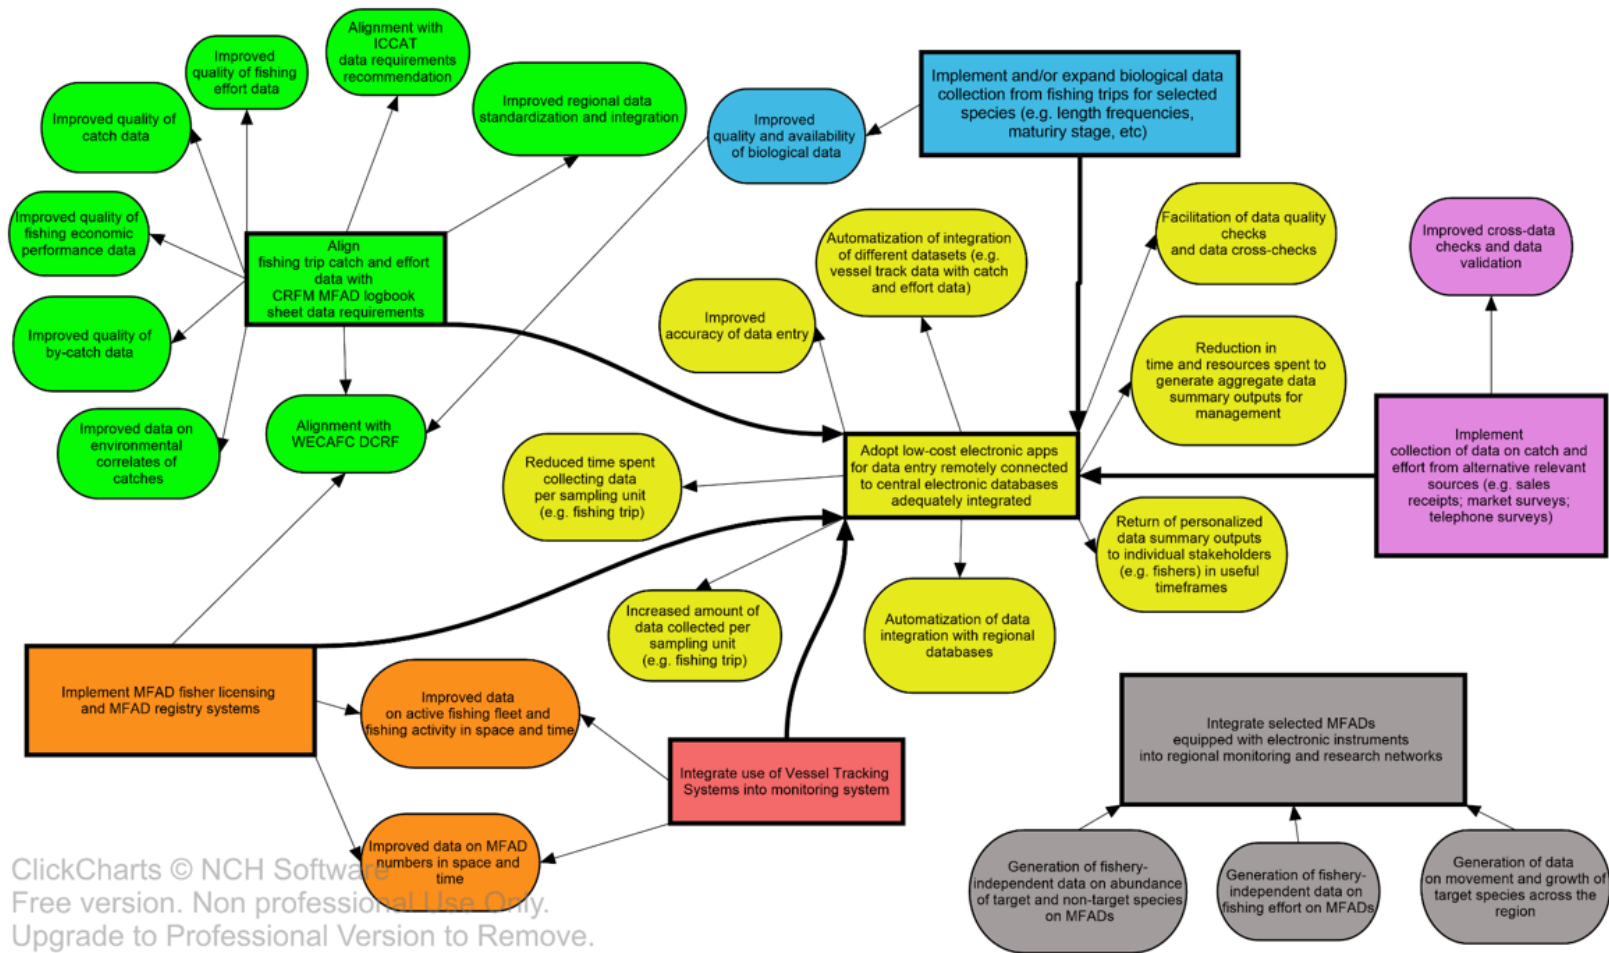 Alignment with
ICCAT
data requirements
recommendation
Improved
quality of fishing
effort data
Improved quality of
catch data
Improved regional data
standardization and integration
Improved
quality and availability
of biological data
Implement and/or expand biological data
collection from fishing trips for selected
species (e.g. length frequencies,
maturiry stage, etc)
Improved quality of
fishing economic
performance data
Align
fishing trip catch and effort
data with
CRFM MFAD logbook
sheet data requirements
Automatization of integration
of different datasets (e.g.
vessel track data with catch
and effort data)
Facilitation of data quality
checks
and data cross-checks
Improved cross-data
checks and data
validation
Improved quality of
by-catch data
Improved
accuracy of data entry
Reduction in
time and resources spent to
generate aggregate data
summary outputs for
management
Improved data on
environmental
correlates of
catches
Alignment with
WECAFC DCRF
Reduced time spent
collecting data
per sampling unit
(e.g. fishing trip)
Adopt low-cost electronic apps
for data entry remotely connected
to central electronic databases
adequately integrated
Implement
collection of data on catch and
effort from alternative relevant
sources (e.g. sales
receipts; market surveys;
telephone surveys)
Return of personalized
data summary outputs
to individual stakeholders
(e.g. fishers) in useful
timeframes
Increased amount of
data collected per
sampling unit
(e.g. fishing trip)
Automatization of data
integration with regional
databases
Implement MFAD fisher licensing
and MFAD registry systems
Improved data
on active fishing fleet and
fishing activity in space and time
Integrate use of Vessel Tracking
Systems into monitoring system
Integrate selected MFADs
equipped with electronic instruments
into regional monitoring and research networks
Improved data on MFAD
numbers in space and
time
Generation of fishery-
independent data on abundance
of target and non-target species
on MFADs
Generation of fishery-
independent data on
fishing effort on MFADs
Generation of data
on movement and growth of
target species across the
region
ClickCharts © NCH Software
Free version. Non professional Use Only.
Upgrade to Professional Version to Remove.